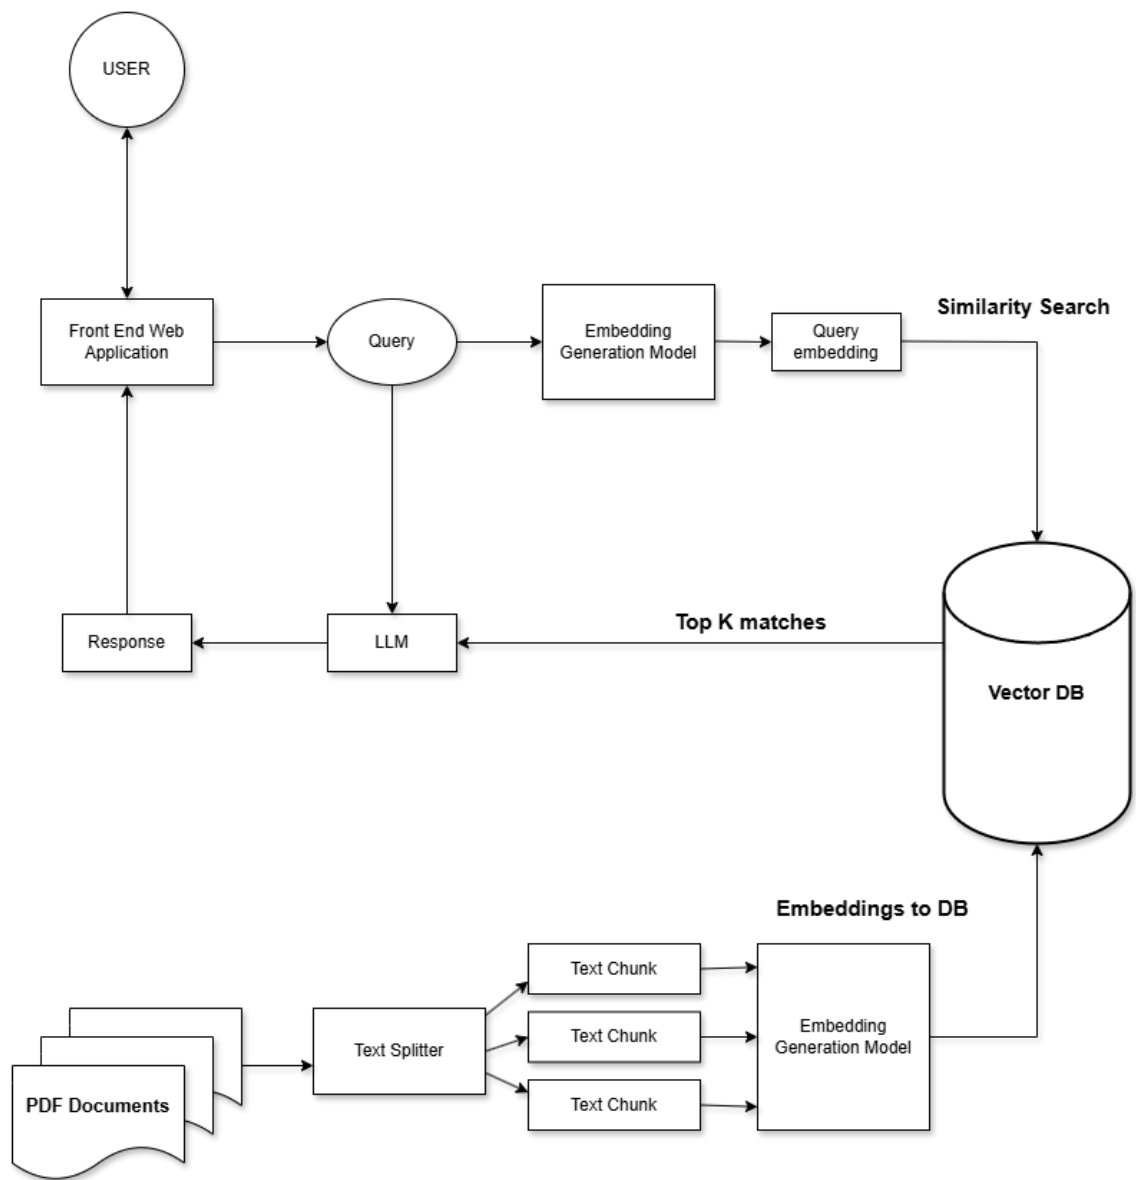 USER
Front End Web
Application
Query
Embedding
Generation Model
Query
embedding
Similarity Search
Response
LLM
Top K matches
Vector DB
Embeddings to DB
PDF Documents
Text Splitter
Text Chunk
Text Chunk
Text Chunk
Embedding
Generation Model